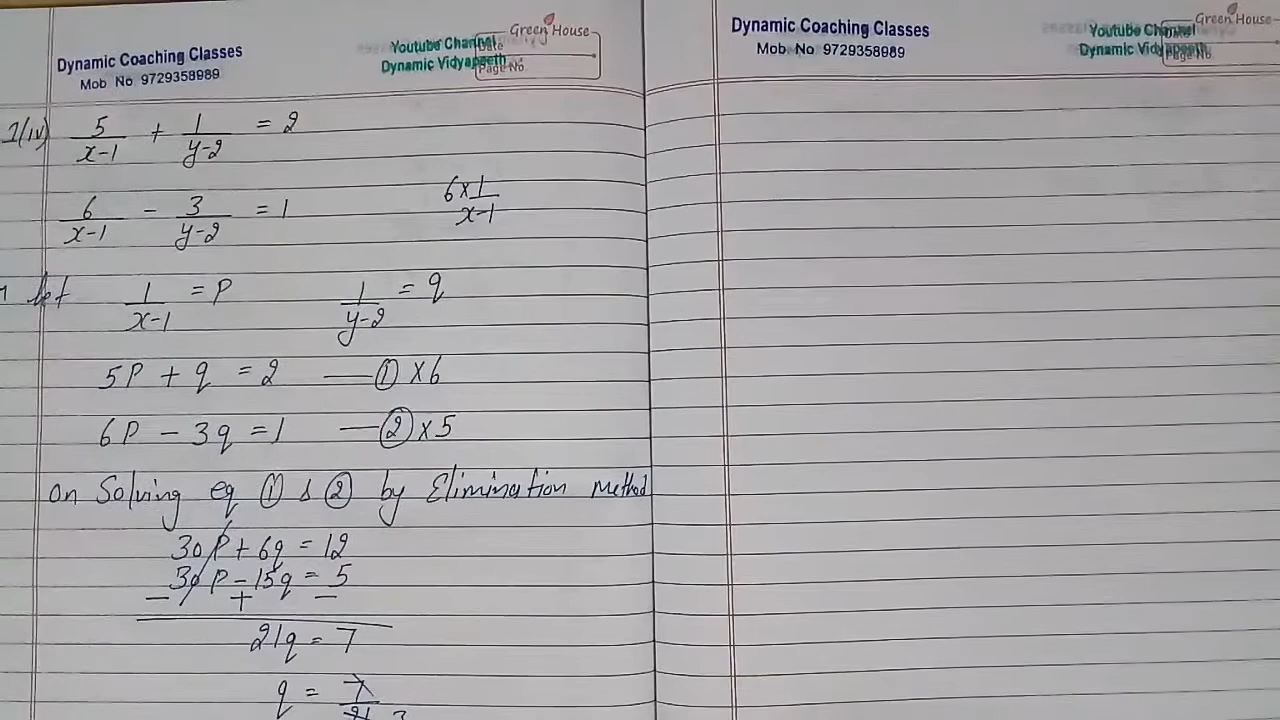 Dynamic Coaching Classes
Mob No 9729358989
Youtube Channel
Dynamic Vidyapeeth
Green House
Date
Page No.
1(iv) 5/(x-1) + 1/(y-2) = 2
6/(x-1) - 3/(y-2) = 1
6×1/(x-1)
let 1/(x-1) = P 1/(y-2) = q
5P + q = 2 —① ×6
6P - 3q = 1 —② ×5
on Solving eq ① & ② by Elimination Method
30P + 6q = 12
30P - 15q = 5
- + -
21q = 7
q = 7/21 3
Dynamic Coaching Classes
Mob. No 9729358989
Youtube Channel
Dynamic Vidyapeeth
Green House
Page No.